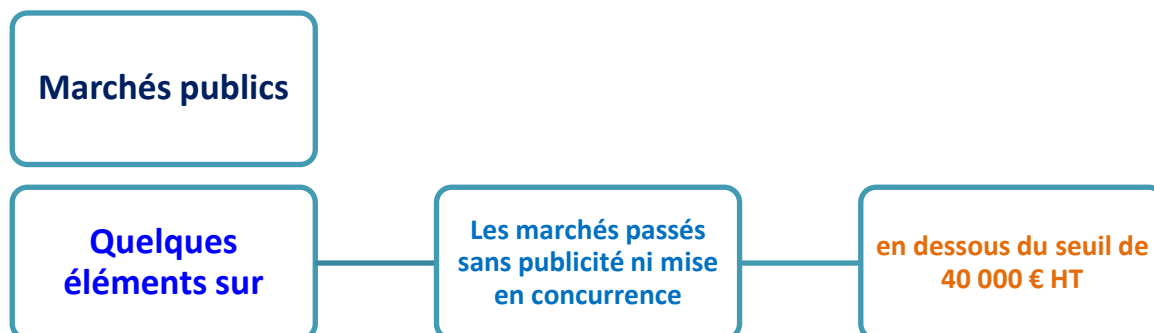 Marchés publics
Quelques
éléments sur
Les marchés passés
sans publicité ni mise
en concurrence
en dessous du seuil de
40 000 € HT